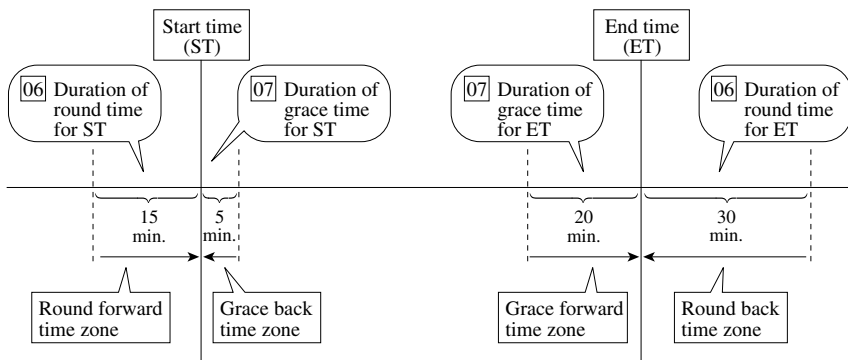 Start time
(ST)
End time
(ET)
06 Duration of
round time
for ST
07 Duration of
grace time
for ST
07 Duration of
grace time
for ET
06 Duration of
round time
for ET
15
min.
5
min.
20
min.
30
min.
Round forward
time zone
Grace back
time zone
Grace forward
time zone
Round back
time zone